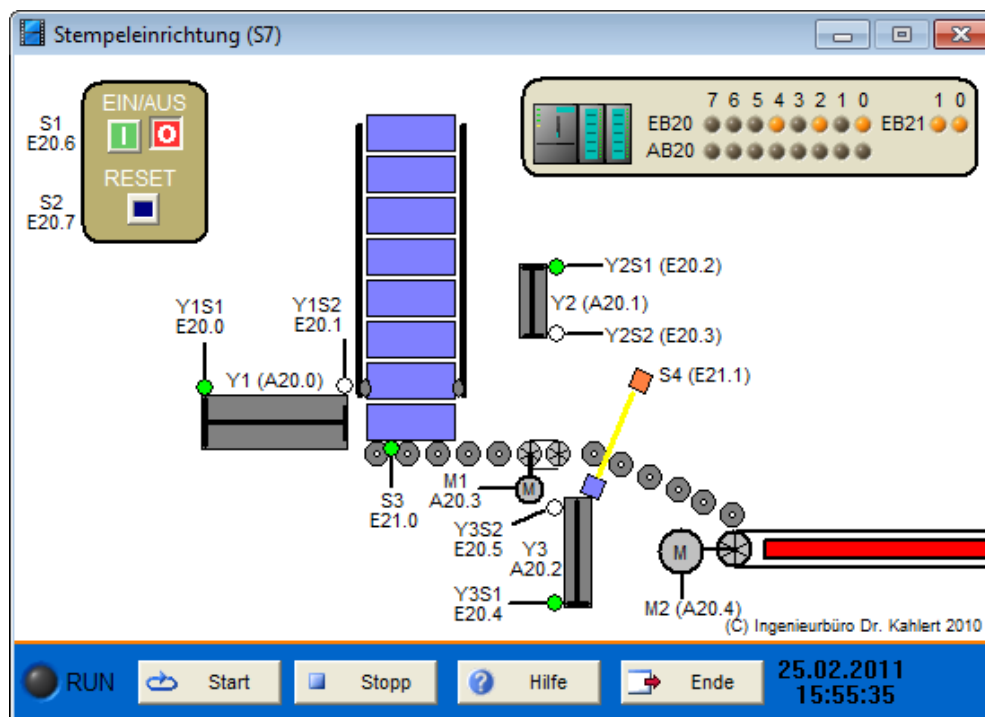 Stempeleinrichtung (S7)
EIN/AUS
S1
E20.6
I
O
RESET
S2
E20.7
7 6 5 4 3 2 1 0
1 0
EB20
EB21
AB20
Y1S1
E20.0
Y1S2
E20.1
Y1 (A20.0)
Y2S1 (E20.2)
Y2 (A20.1)
Y2S2 (E20.3)
S4 (E21.1)
S3
E21.0
M1
A20.3
M
Y3S2
E20.5
Y3
A20.2
Y3S1
E20.4
M
M2 (A20.4)
(C) Ingenieurbüro Dr. Kahlert 2010
RUN
Start
Stopp
?
Hilfe
Ende
25.02.2011
15:55:35